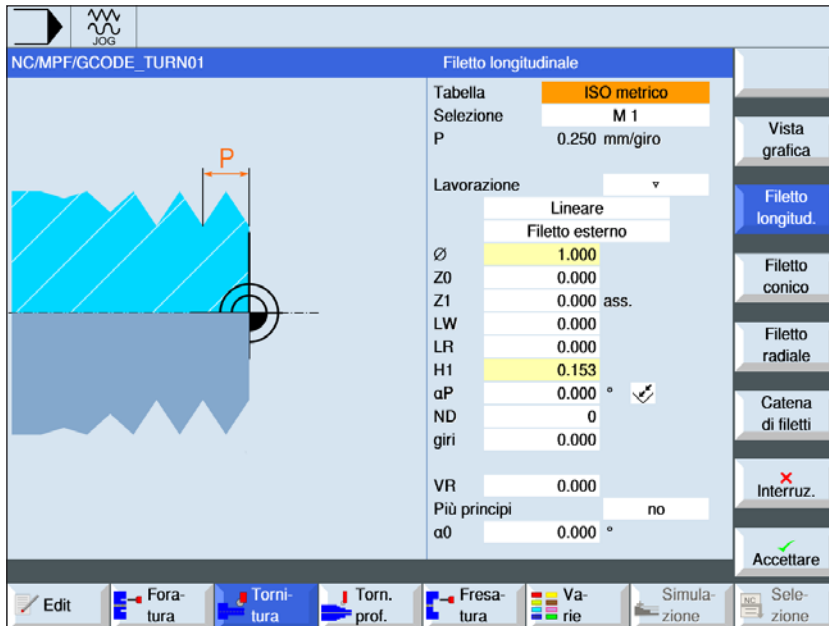 JOG
NC/MPF/GCODE_TURN01
Filetto longitudinale
P
Tabella ISO metrico
Selezione M 1
P 0.250 mm/giro
Lavorazione ▿
Lineare
Filetto esterno
∅ 1.000
Z0 0.000
Z1 0.000 ass.
LW 0.000
LR 0.000
H1 0.153
αP 0.000 °
ND 0
giri 0.000
VR 0.000
Più principi no
α0 0.000 °
Vista
grafica
Filetto
longitud.
Filetto
conico
Filetto
radiale
Catena
di filetti
Interruz.
Accettare
Edit
Fora-
tura
Torni-
tura
Torn.
prof.
Fresa-
tura
Va-
rie
Simula-
zione
NC
Sele-
zione